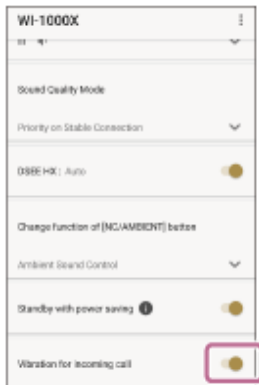 WI-1000X
Sound Quality Mode
Priority on Stable Connection
DSEE HX : Auto
Change function of [NC/AMBIENT] button
Ambient Sound Control
Standby with power saving
Vibration for incoming call